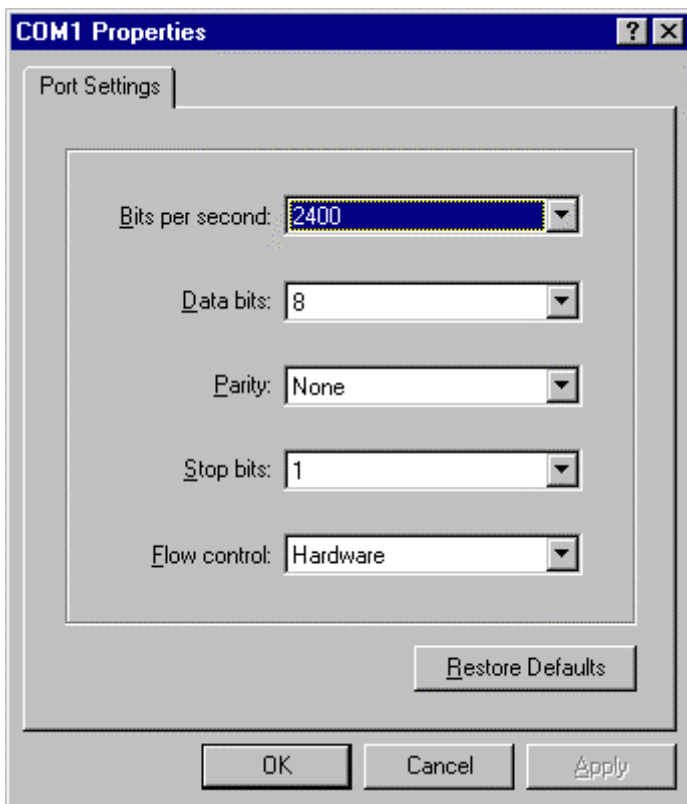 COM1 Properties
Port Settings
Bits per second: 2400
Data bits: 8
Parity: None
Stop bits: 1
Flow control: Hardware
Restore Defaults
OK Cancel Apply